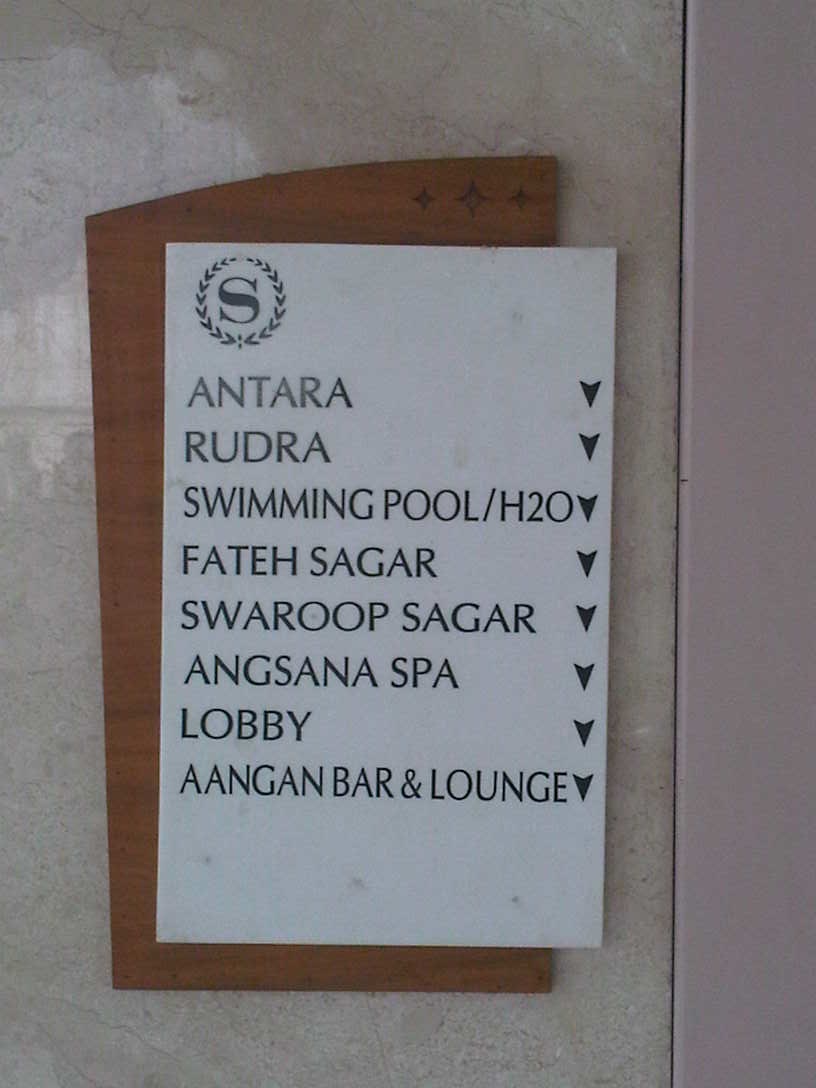 S
ANTARA
RUDRA
SWIMMING POOL/H2O
FATEH SAGAR
SWAROOP SAGAR
ANGSANA SPA
LOBBY
AANGAN BAR & LOUNGE